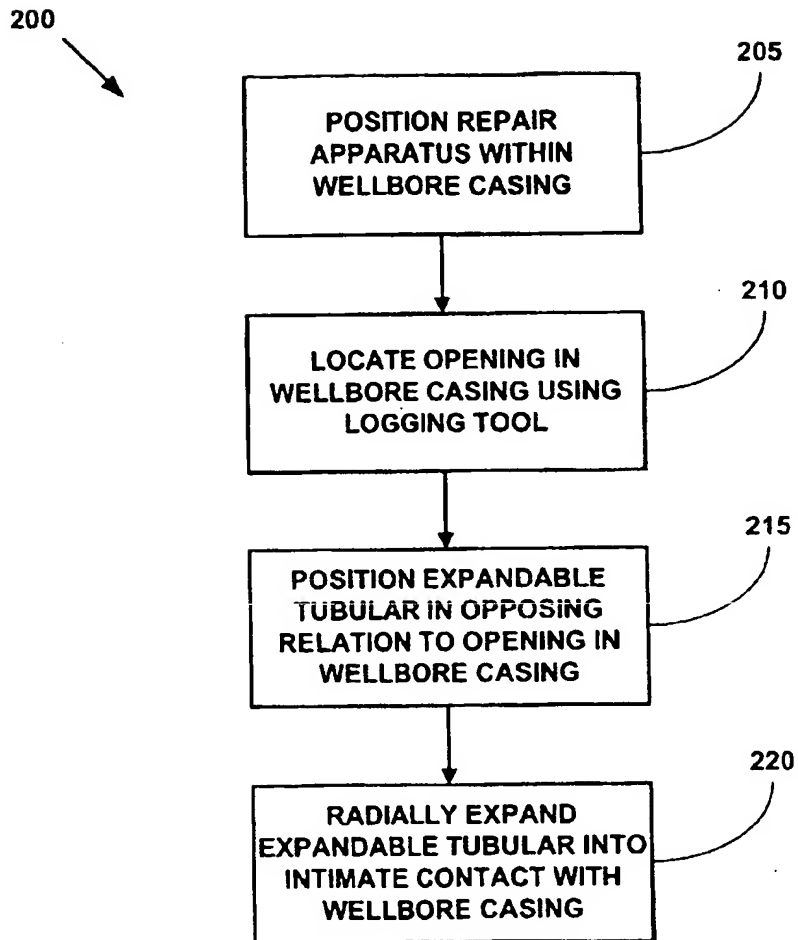 200
205
POSITION REPAIR
APPARATUS WITHIN
WELLBORE CASING
210
LOCATE OPENING IN
WELLBORE CASING USING
LOGGING TOOL
215
POSITION EXPANDABLE
TUBULAR IN OPPOSING
RELATION TO OPENING IN
WELLBORE CASING
220
RADIALLY EXPAND
EXPANDABLE TUBULAR INTO
INTIMATE CONTACT WITH
WELLBORE CASING